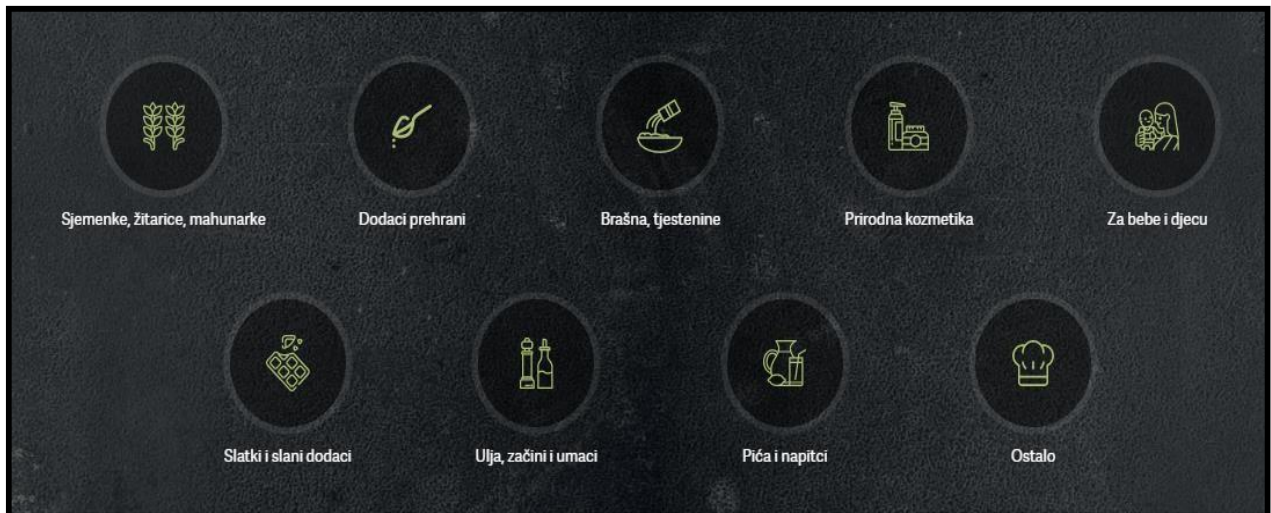 Sjemenke, žitarice, mahunarke
Dodaci prehrani
Brašna, tjestenine
Prirodna kozmetika
Za bebe i djecu
Slatki i slani dodaci
Ulja, začini i umaci
Pića i napitci
Ostalo